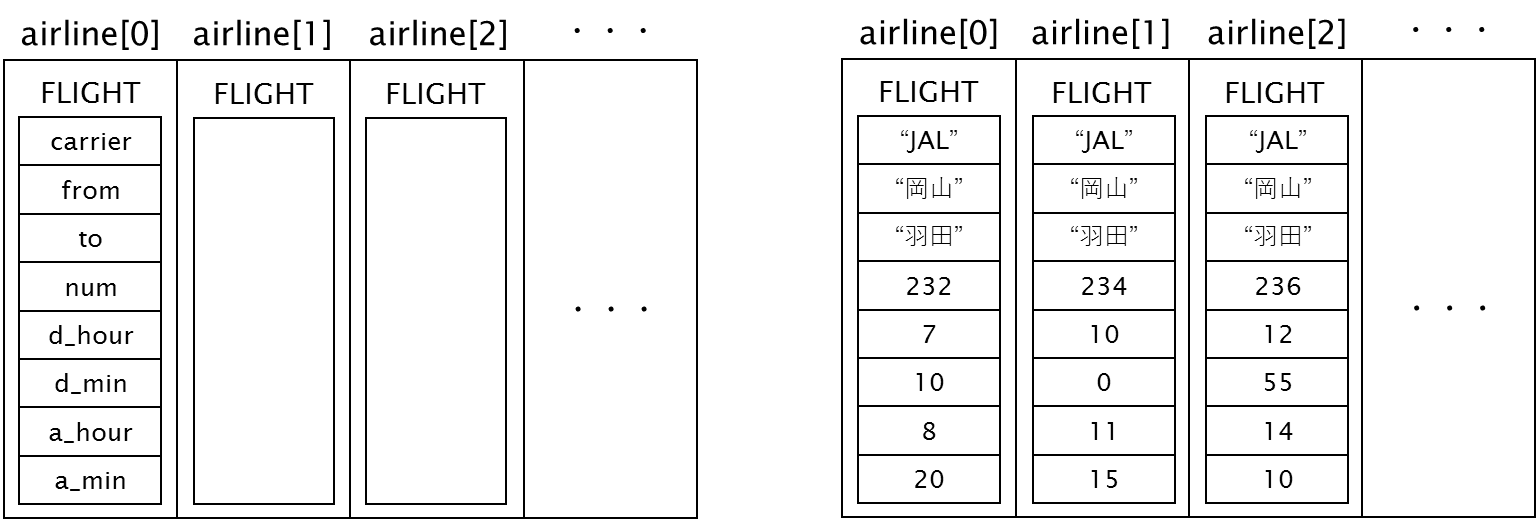 airline[0] airline[1] airline[2] ・・・
FLIGHT FLIGHT FLIGHT
carrier
from
to
num
d_hour
d_min
a_hour
a_min
・・・
airline[0] airline[1] airline[2] ・・・
FLIGHT FLIGHT FLIGHT
“JAL” “JAL” “JAL”
“岡山” “岡山” “岡山”
“羽田” “羽田” “羽田”
232 234 236
7 10 12
10 0 55
8 11 14
20 15 10
・・・